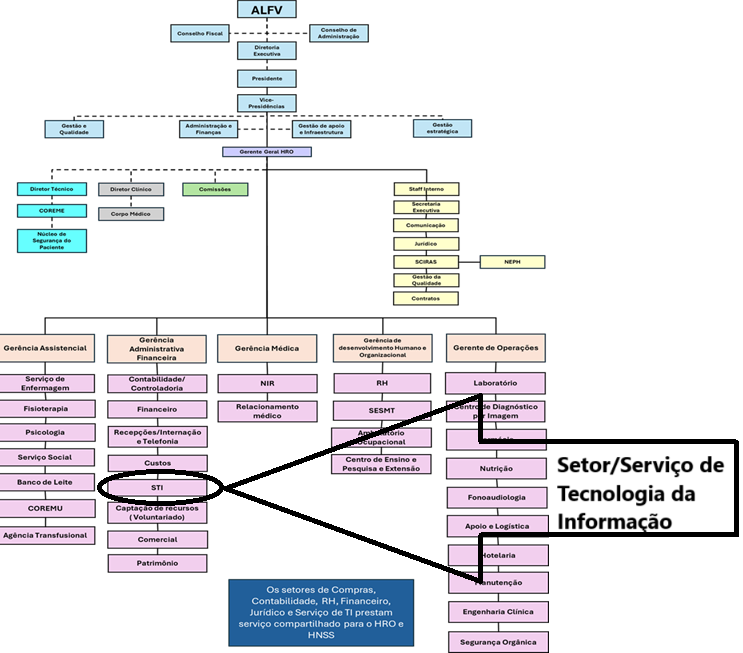 ALFV
Conselho Fiscal
Conselho de
Administração
Diretoria
Executiva
Presidente
Vice-
Presidências
Gestão e
Qualidade
Administração e
Finanças
Gestão de apoio
e Infraestrutura
Gestão
estratégica
Gerente Geral HRO
Diretor Técnico
Diretor Clínico
Comissões
Staff Interno
COREME
Corpo Médico
Secretaria
Executiva
Núcleo de
Segurança do
Paciente
Comunicação
Jurídico
SCIRAS
NEPH
Gestão da
Qualidade
Contratos
Gerência Assistencial
Serviço de
Enfermagem
Fisioterapia
Psicologia
Serviço Social
Banco de Leite
COREMU
Agência Transfusional
Gerência
Administrativa
Financeira
Contabilidade/
Controladoria
Financeiro
Recepções/Internação
e Telefonia
Custos
STI
Captação de recursos
(Voluntariado)
Comercial
Patrimônio
Gerência Médica
NIR
Relacionamento
médico
Gerência de
desenvolvimento Humano e
Organizacional
RH
SESMT
Ambulatório
Ocupacional
Centro de Ensino e
Pesquisa e Extensão
Gerente de Operações
Laboratório
Centro de Diagnóstico
por Imagem
Nutrição
Fonoaudiologia
Apoio e Logística
Hotelaria
Manutenção
Engenharia Clínica
Segurança Orgânica
Setor/Serviço de
Tecnologia da
Informação
Os setores de Compras,
Contabilidade, RH, Financeiro,
Jurídico e Serviço de TI prestam
serviço compartilhado para o HRO e
HNSS